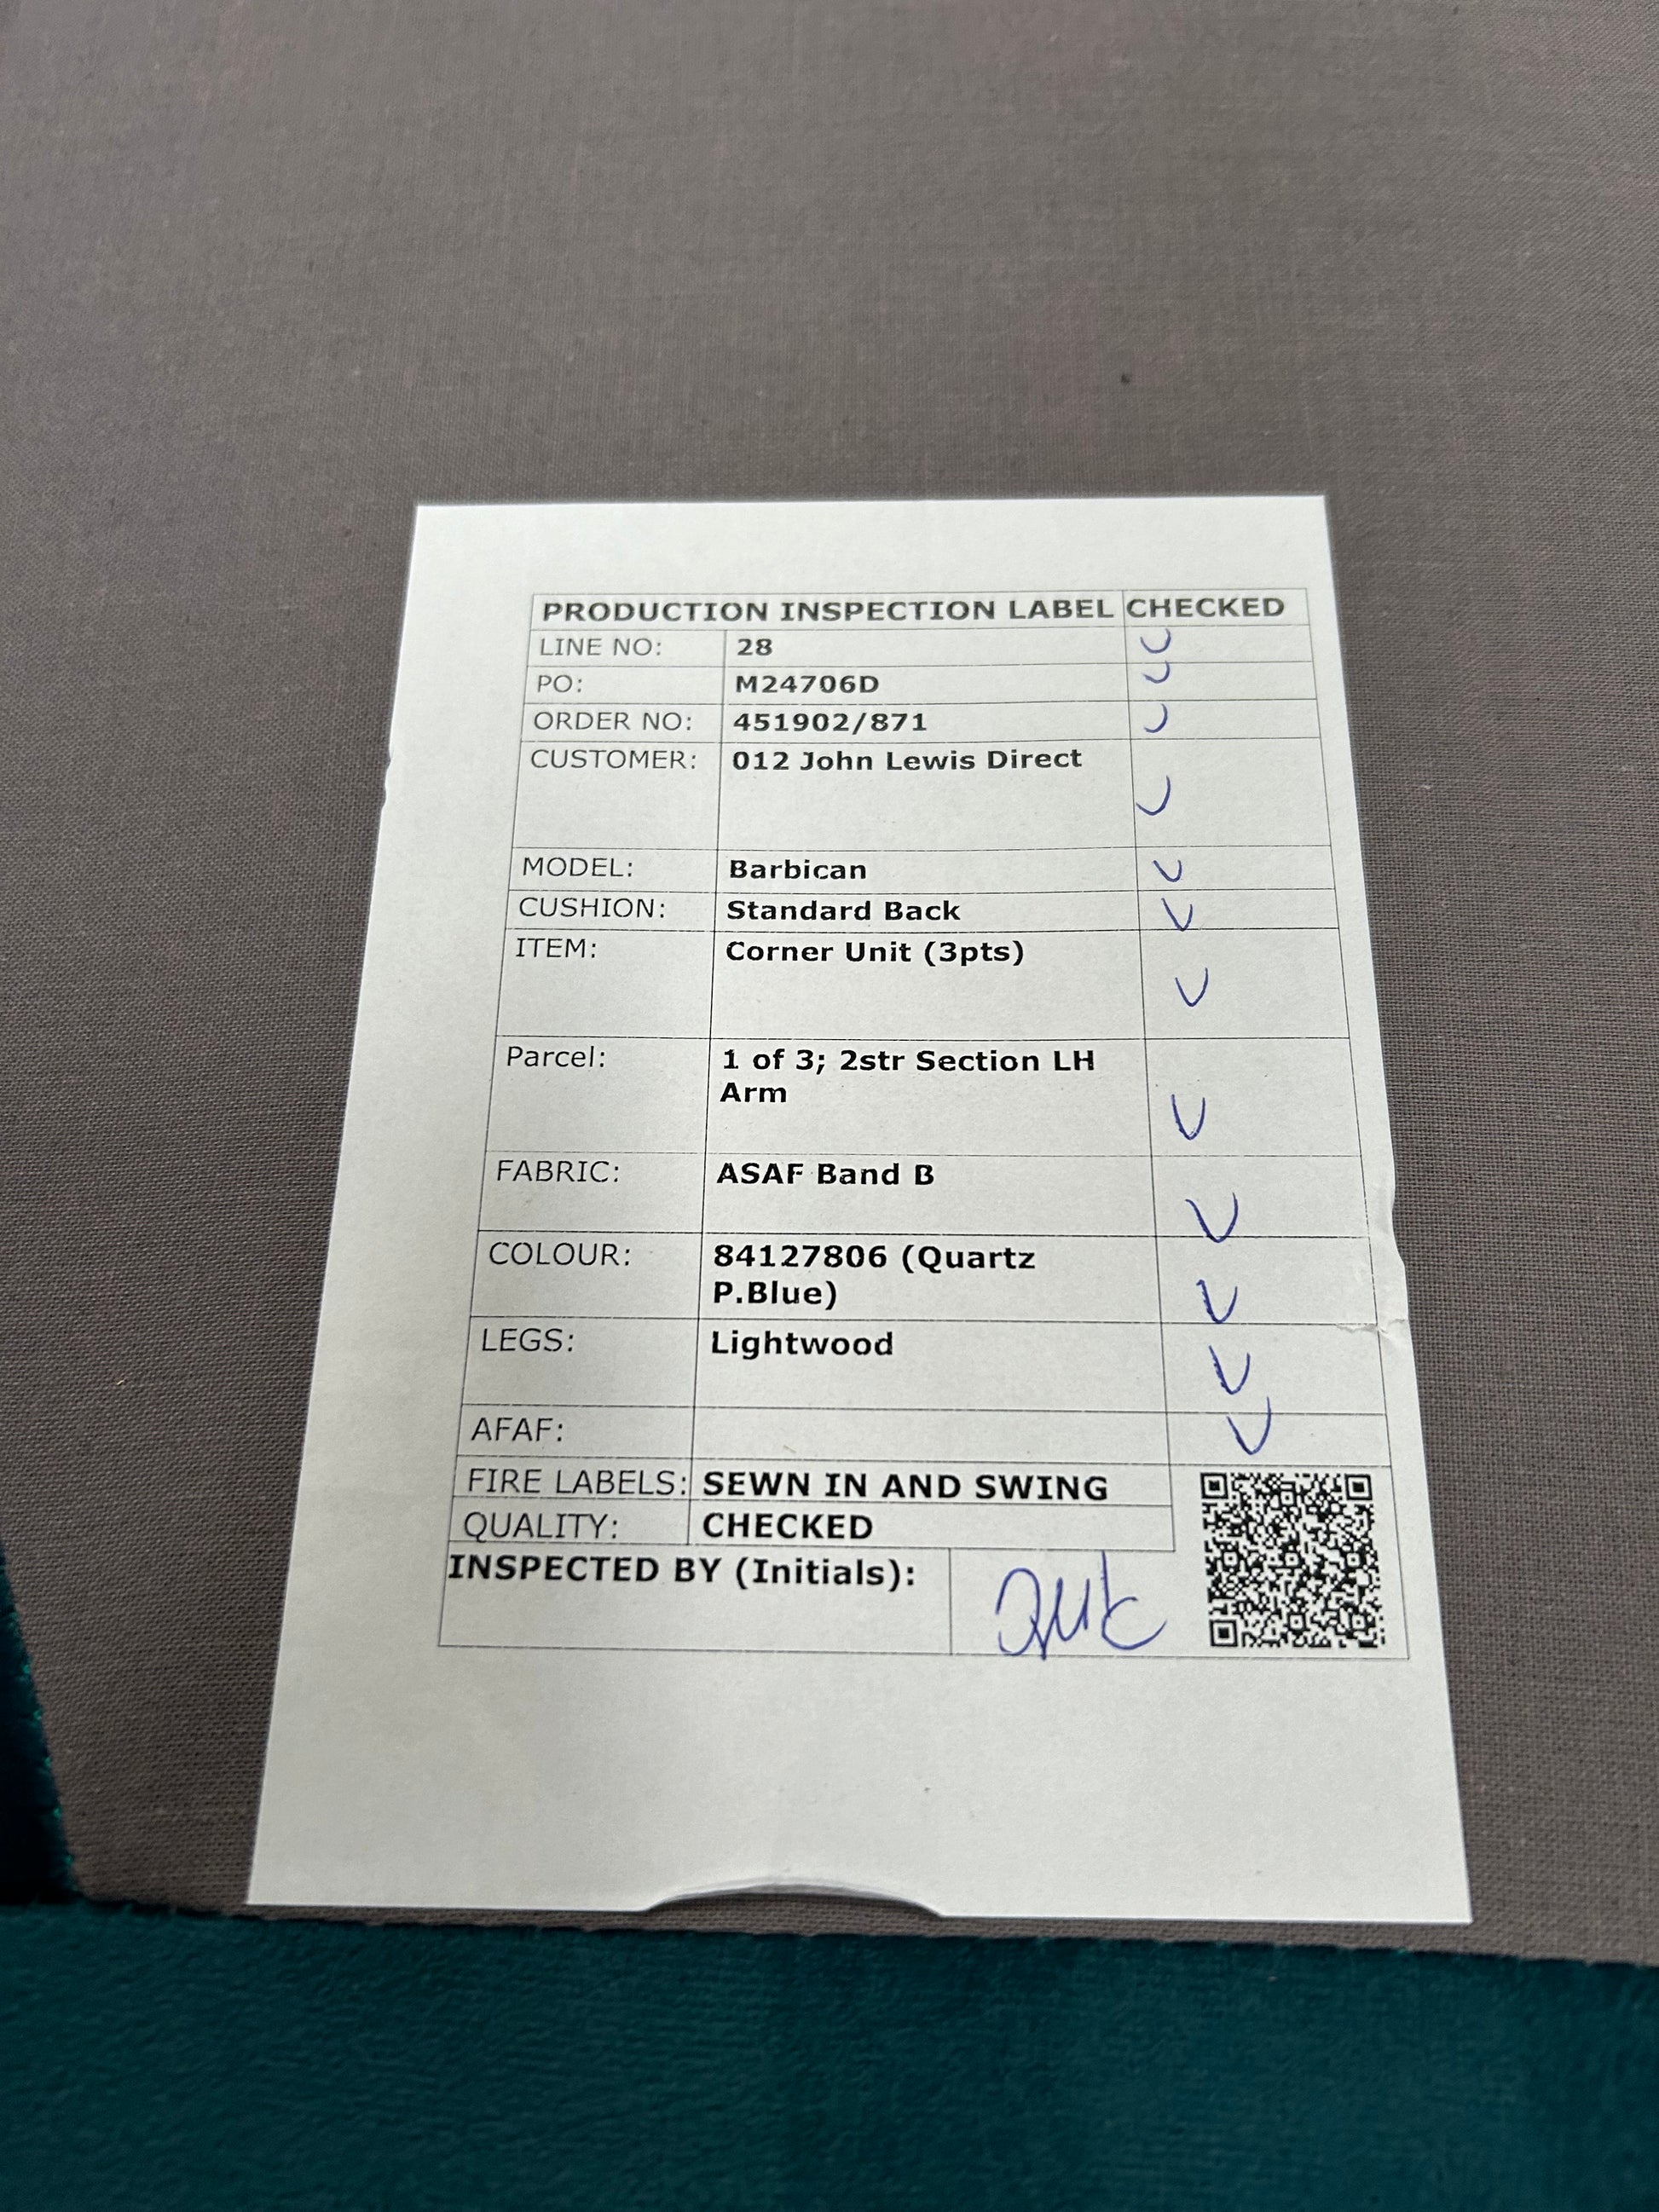 PRODUCTION INSPECTION LABEL CHECKED
LINE NO: 28
PO: M24706D
ORDER NO: 451902/871
CUSTOMER: 012 John Lewis Direct
MODEL: Barbican
CUSHION: Standard Back
ITEM: Corner Unit (3pts)
Parcel: 1 of 3; 2str Section LH
Arm
FABRIC: ASAF Band B
COLOUR: 84127806 (Quartz
P.Blue)
LEGS: Lightwood
AFAF:
FIRE LABELS: SEWN IN AND SWING
QUALITY: CHECKED
INSPECTED BY (Initials):